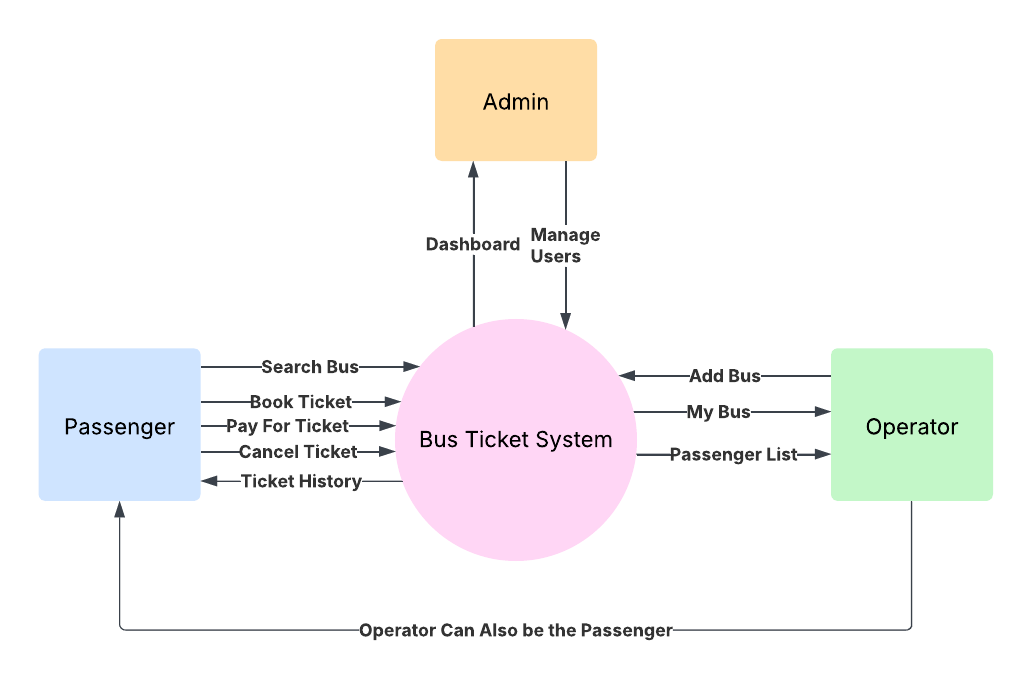 Admin
Dashboard
Manage
Users
Search Bus
Book Ticket
Pay For Ticket
Cancel Ticket
Ticket History
Passenger
Bus Ticket System
Add Bus
My Bus
Passenger List
Operator
Operator Can Also be the Passenger